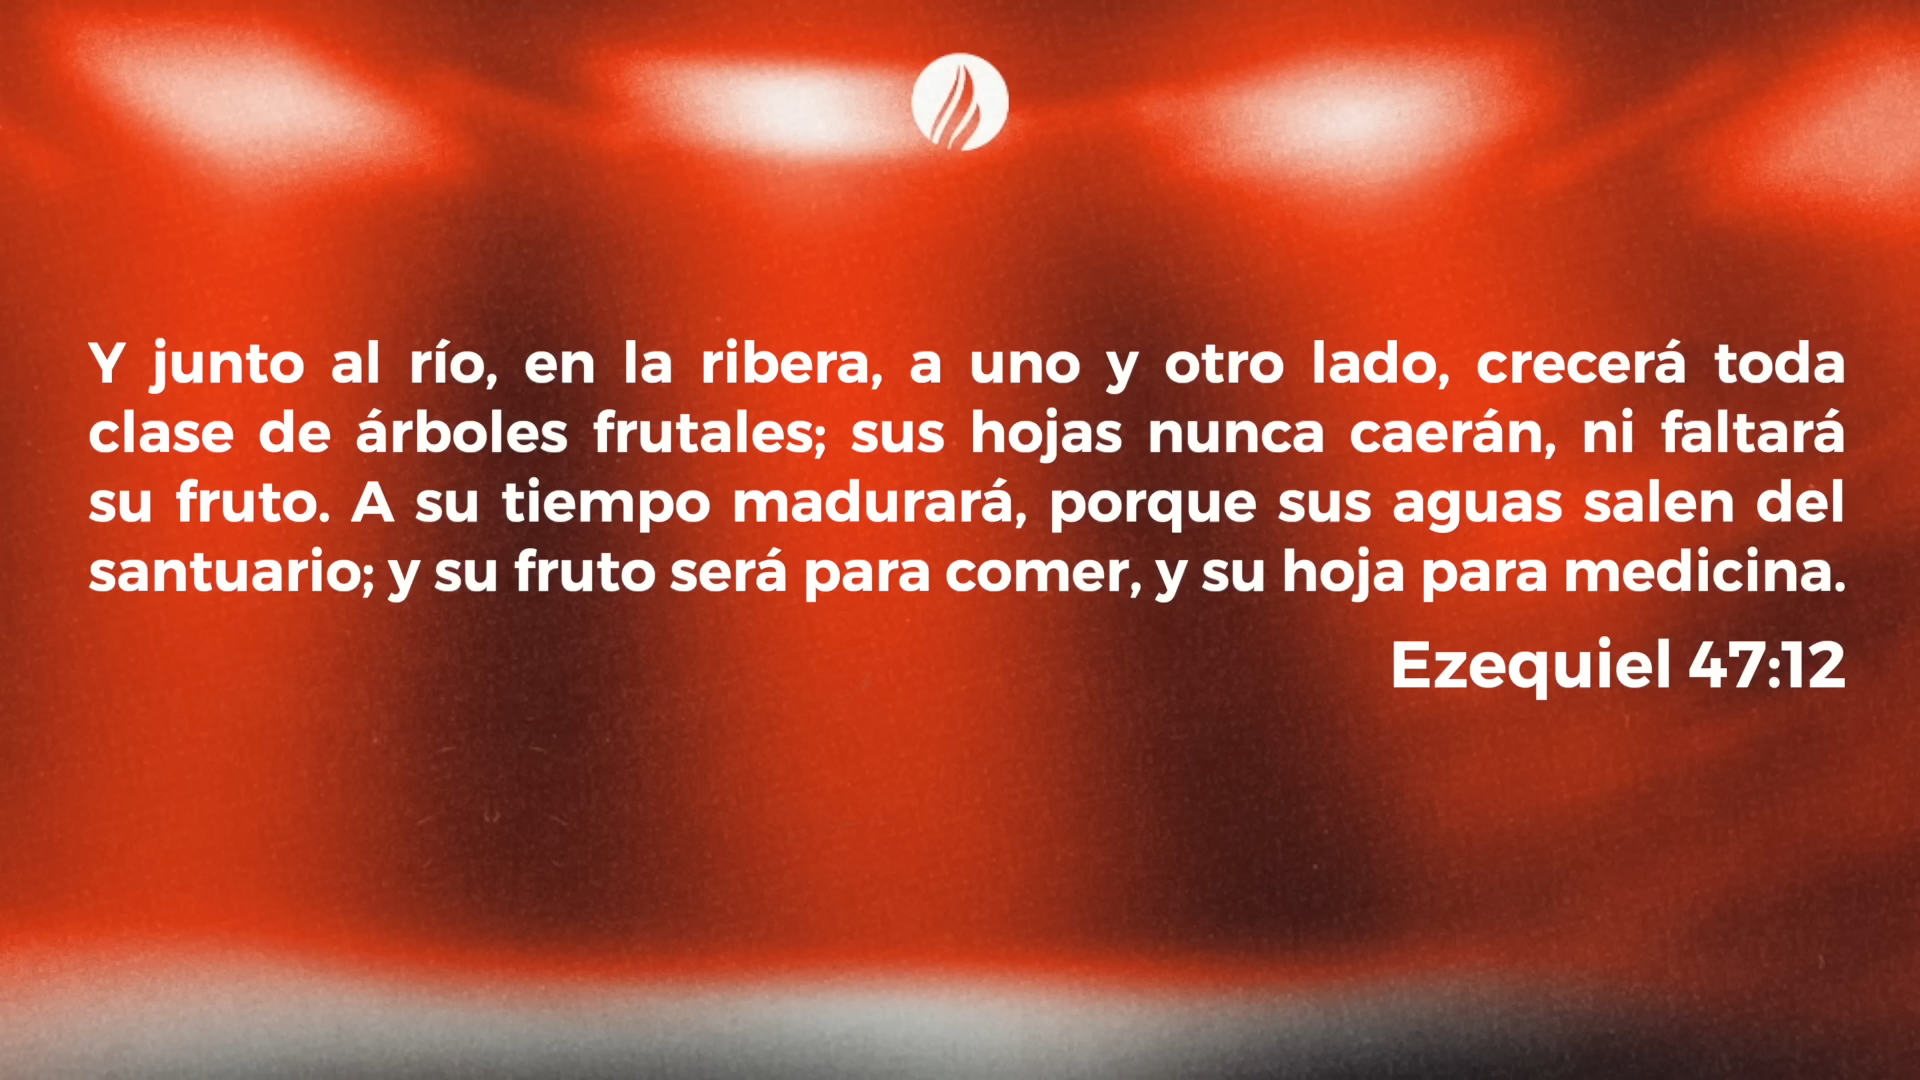 Y junto al río, en la ribera, a uno y otro lado, crecerá toda
clase de árboles frutales; sus hojas nunca caerán, ni faltará
su fruto. A su tiempo madurará, porque sus aguas salen del
santuario; y su fruto será para comer, y su hoja para medicina.
Ezequiel 47:12